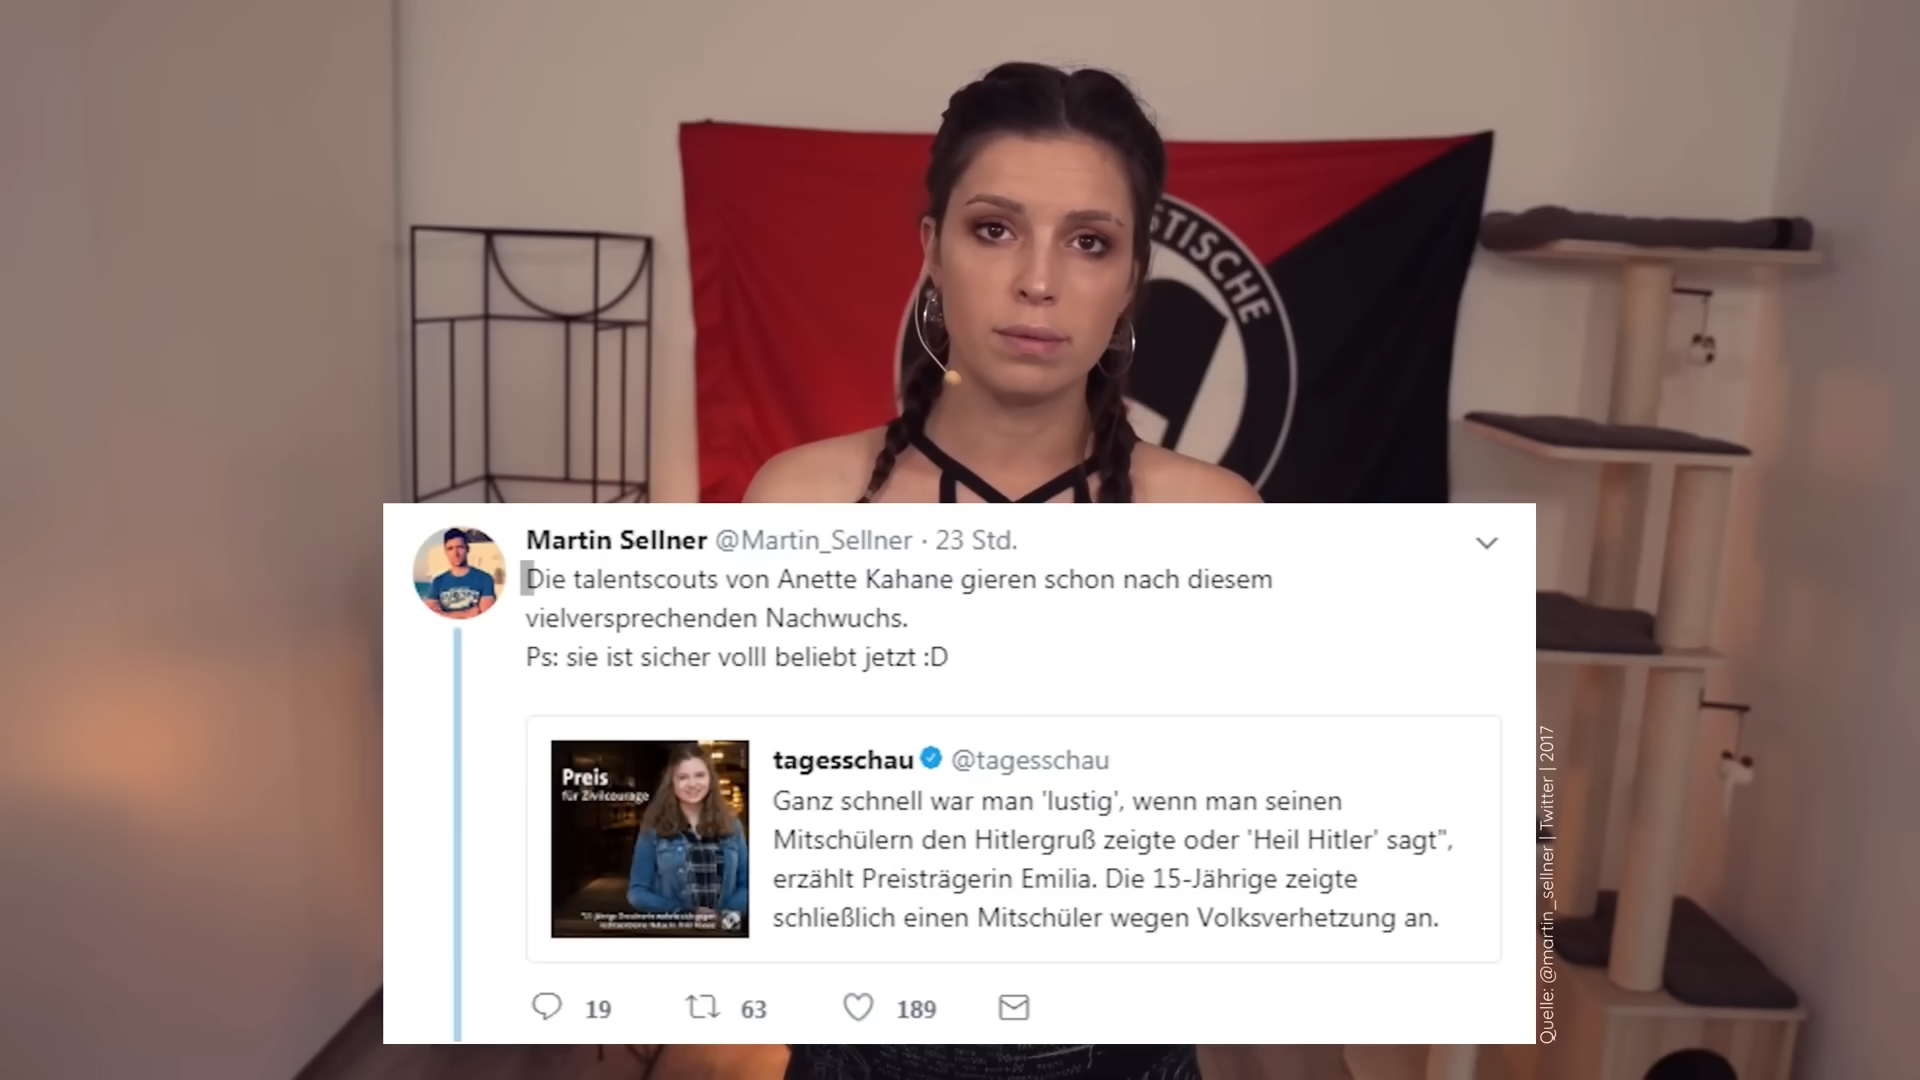 STISCHE
Martin Sellner @Martin_Sellner · 23 Std.
Die talentscouts von Anette Kahane gieren schon nach diesem
vielversprechenden Nachwuchs.
Ps: sie ist sicher volll beliebt jetzt :D
Preis
für Zivilcourage
tagesschau @tagesschau
Ganz schnell war man 'lustig', wenn man seinen
Mitschülern den Hitlergruß zeigte oder 'Heil Hitler' sagt",
erzählt Preisträgerin Emilia. Die 15-Jährige zeigte
schließlich einen Mitschüler wegen Volksverhetzung an.
19 63 189
Quelle: @martin_sellner | Twitter | 2017